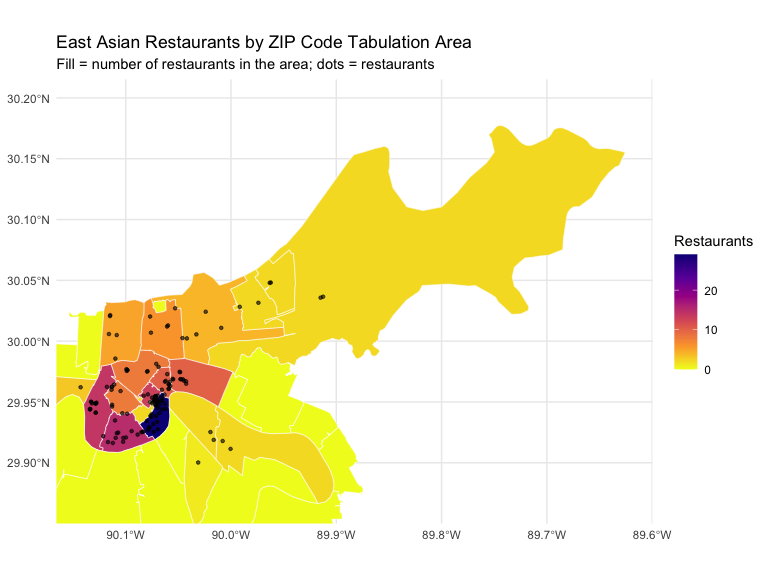 East Asian Restaurants by ZIP Code Tabulation Area
Fill = number of restaurants in the area; dots = restaurants
30.20°N
30.15°N
30.10°N
30.05°N
30.00°N
29.95°N
29.90°N
90.1°W 90.0°W 89.9°W 89.8°W 89.7°W 89.6°W
Restaurants
20
10
0